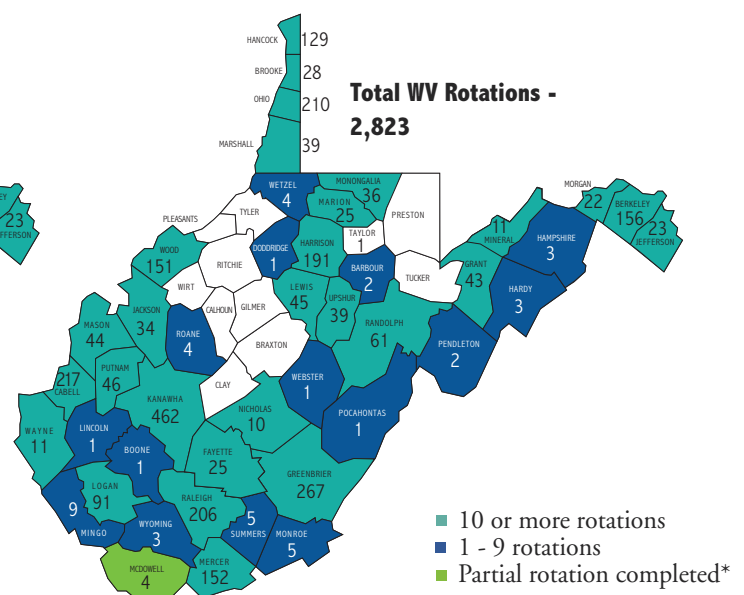 HANCOCK 129
BROOKE 28
OHIO 210
Total WV Rotations -
2,823
MARSHALL 39
WETZEL
4
MONONGALIA
36
MARION
25
PRESTON
MORGAN
22
BERKELEY
156
23
JEFFERSON
EY
23
FFERSON
PLEASANTS
TYLER
TAYLOR
1
11
MINERAL
HAMPSHIRE
3
WOOD
151
RITCHIE
DODDRIDGE
1
HARRISON
191
BARBOUR
2
TUCKER
GRANT
43
HARDY
3
WIRT
CALHOUN
GILMER
LEWIS
45
UPSHUR
39
RANDOLPH
61
PENDLETON
2
MASON
44
JACKSON
34
ROANE
4
BRAXTON
217
CABELL
PUTNAM
46
CLAY
WEBSTER
1
KANAWHA
462
NICHOLAS
10
POCAHONTAS
1
WAYNE
11
LINCOLN
1
BOONE
1
FAYETTE
25
GREENBRIER
267
LOGAN
91
RALEIGH
206
9
MINGO
WYOMING
3
5
SUMMERS
MONROE
5
MCDOWELL
4
MERCER
152
10 or more rotations
1 - 9 rotations
Partial rotation completed*